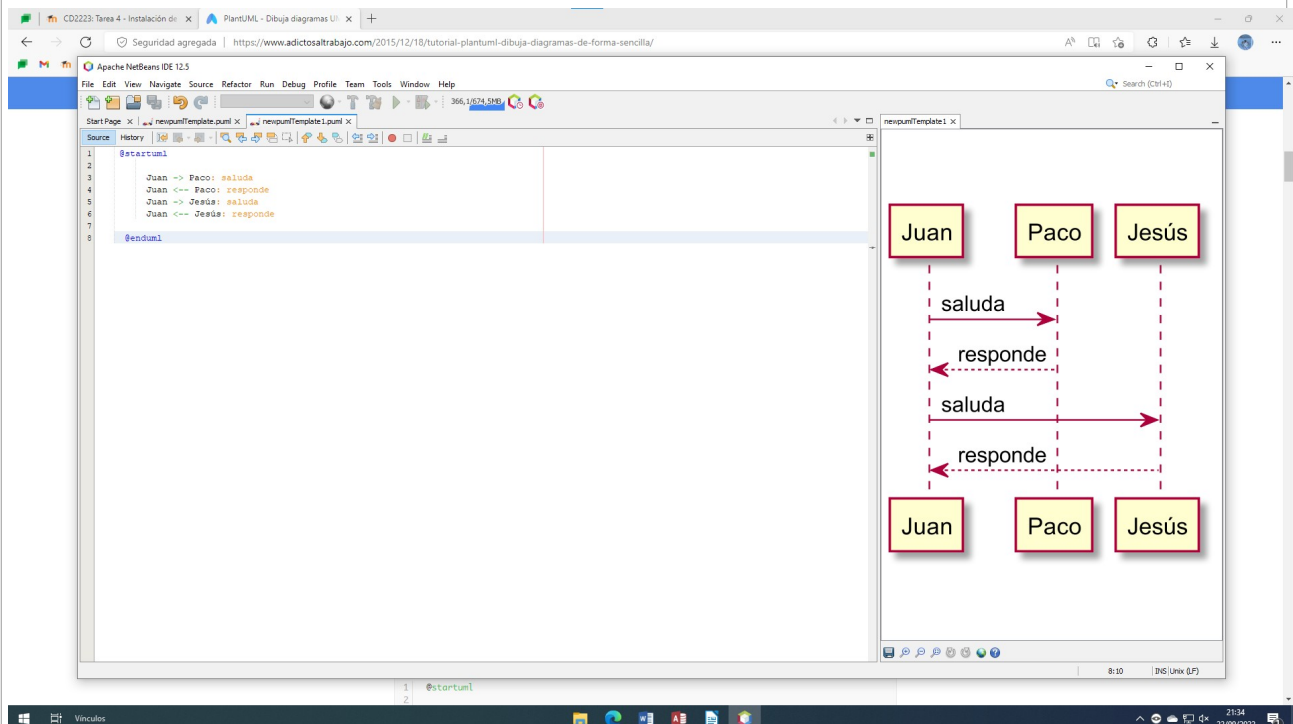 CD2223: Tarea 4 - Instalación de
PlantUML - Dibuja diagramas U
Seguridad agregada | https://www.adictosaltrabajo.com/2015/12/18/tutorial-plantuml-dibuja-diagramas-de-forma-sencilla/
Apache NetBeans IDE 12.5
File Edit View Navigate Source Refactor Run Debug Profile Team Tools Window Help
Search (Ctrl+I)
366,1/674,5MB
Start Page
newpumlTemplate.puml
newpumlTemplate1.puml
newpumlTemplate1
Source History
1 @startuml
2
3 Juan -> Paco: saluda
4 Juan <-- Paco: responde
5 Juan -> Jesús: saluda
6 Juan <-- Jesús: responde
7
8 @enduml
Juan Paco Jesús
saluda
responde
saluda
responde
Juan Paco Jesús
8:10 INS Unix (LF)
1 @startuml
2
Vínculos
21:34